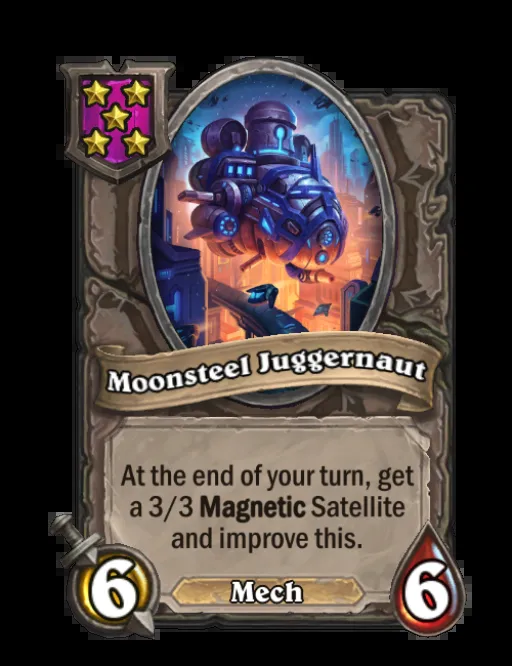 Moonsteel Juggernaut
At the end of your turn, get
a 3/3 Magnetic Satellite
and improve this.
6
Mech
6